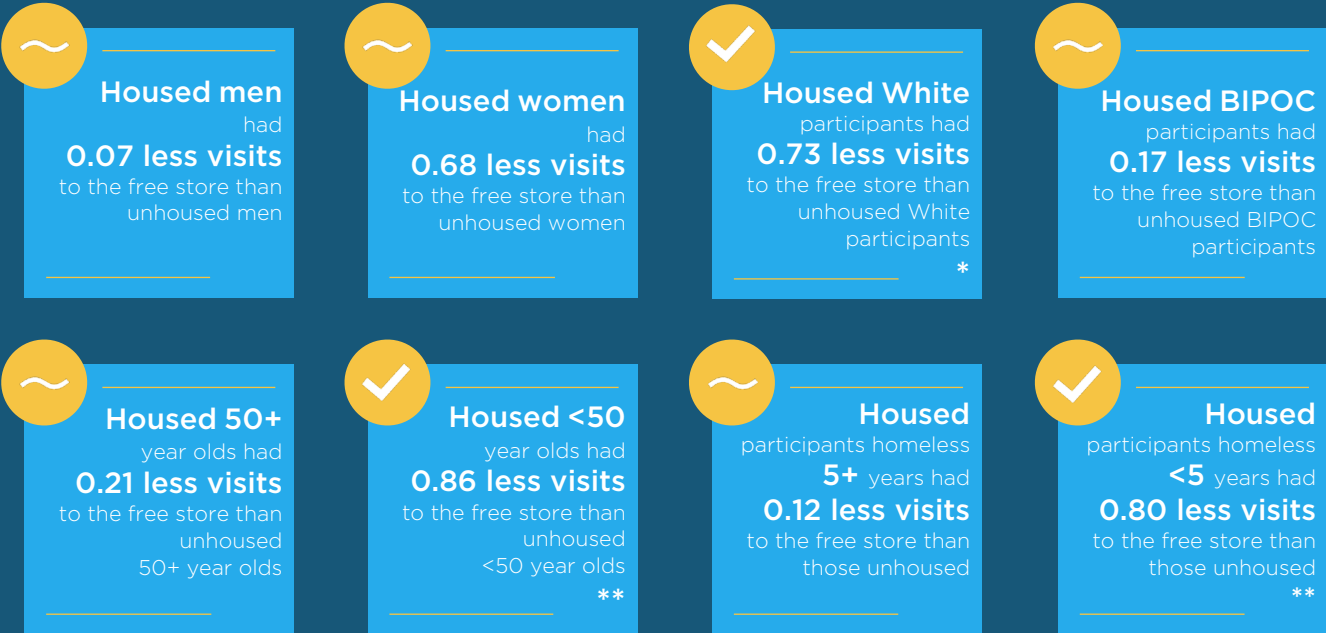 Housed men
had
0.07 less visits
to the free store than
unhoused men
Housed women
had
0.68 less visits
to the free store than
unhoused women
Housed White
participants had
0.73 less visits
to the free store than
unhoused White
participants
*
Housed BIPOC
participants had
0.17 less visits
to the free store than
unhoused BIPOC
participants
Housed 50+
year olds had
0.21 less visits
to the free store than
unhoused
50+ year olds
Housed <50
year olds had
0.86 less visits
to the free store than
unhoused
<50 year olds
**
Housed
participants homeless
5+ years had
0.12 less visits
to the free store than
those unhoused
Housed
participants homeless
<5 years had
0.80 less visits
to the free store than
those unhoused
**